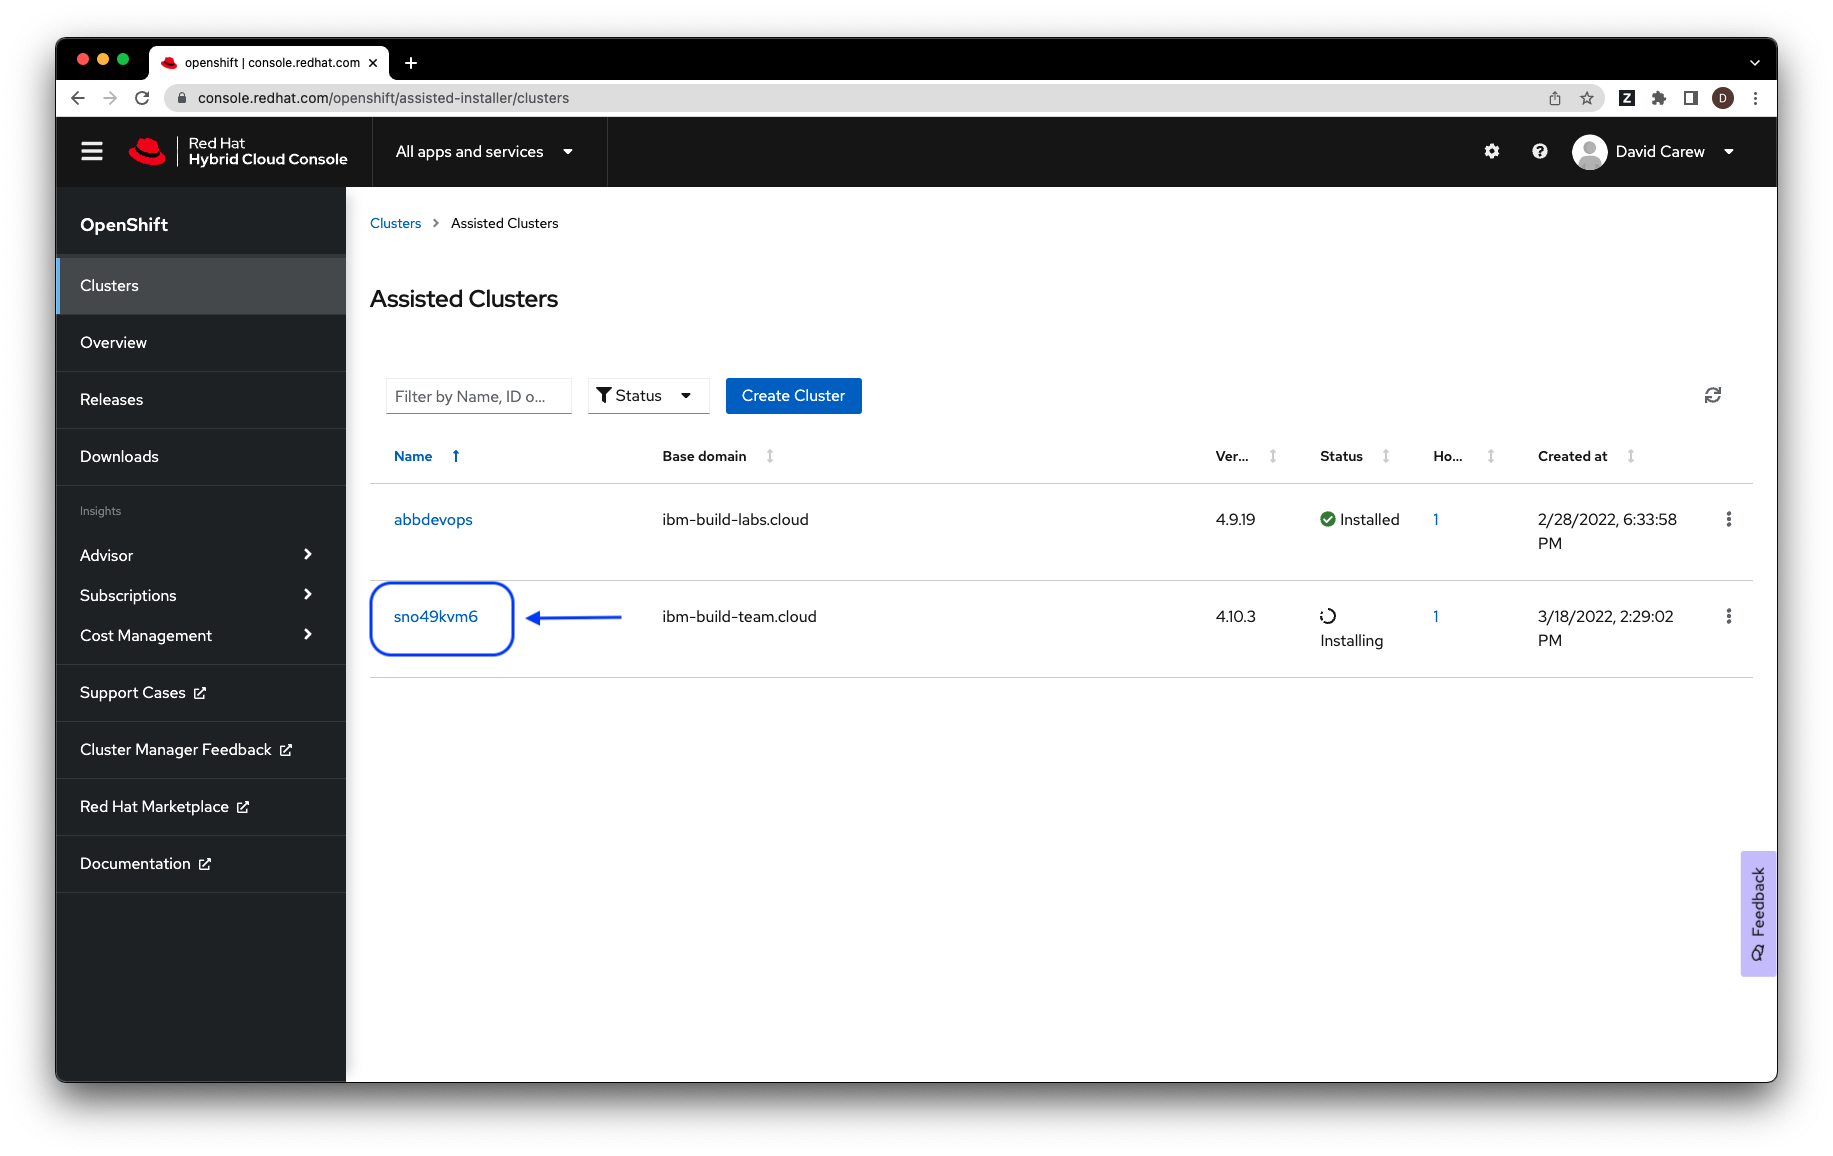 openshift | console.redhat.com
console.redhat.com/openshift/assisted-installer/clusters
Z
D
Red Hat
Hybrid Cloud Console
All apps and services
David Carew
OpenShift
Clusters
Overview
Releases
Downloads
Insights
Advisor
Subscriptions
Cost Management
Support Cases
Cluster Manager Feedback
Red Hat Marketplace
Documentation
Clusters > Assisted Clusters
Assisted Clusters
Filter by Name, ID o... Status Create Cluster
Name Base domain Ver... Status Ho... Created at
abbdevops ibm-build-labs.cloud 4.9.19 Installed 1 2/28/2022, 6:33:58
PM
sno49kvm6 ibm-build-team.cloud 4.10.3 1 3/18/2022, 2:29:02
Installing PM
Feedback